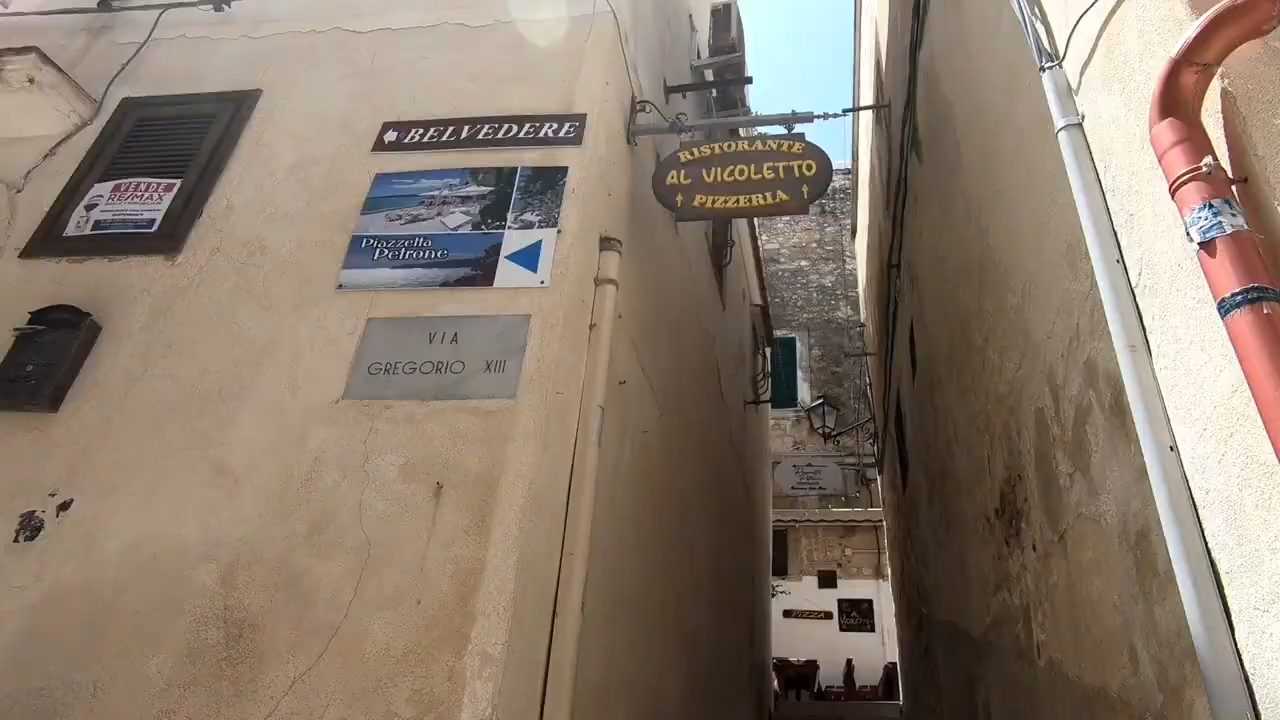 BELVEDERE
RISTORANTE
AL VICOLETTO
PIZZERIA
VENDE
RE/MAX
Piazzetta
Petrone
VIA
GREGORIO XIII
PIZZA